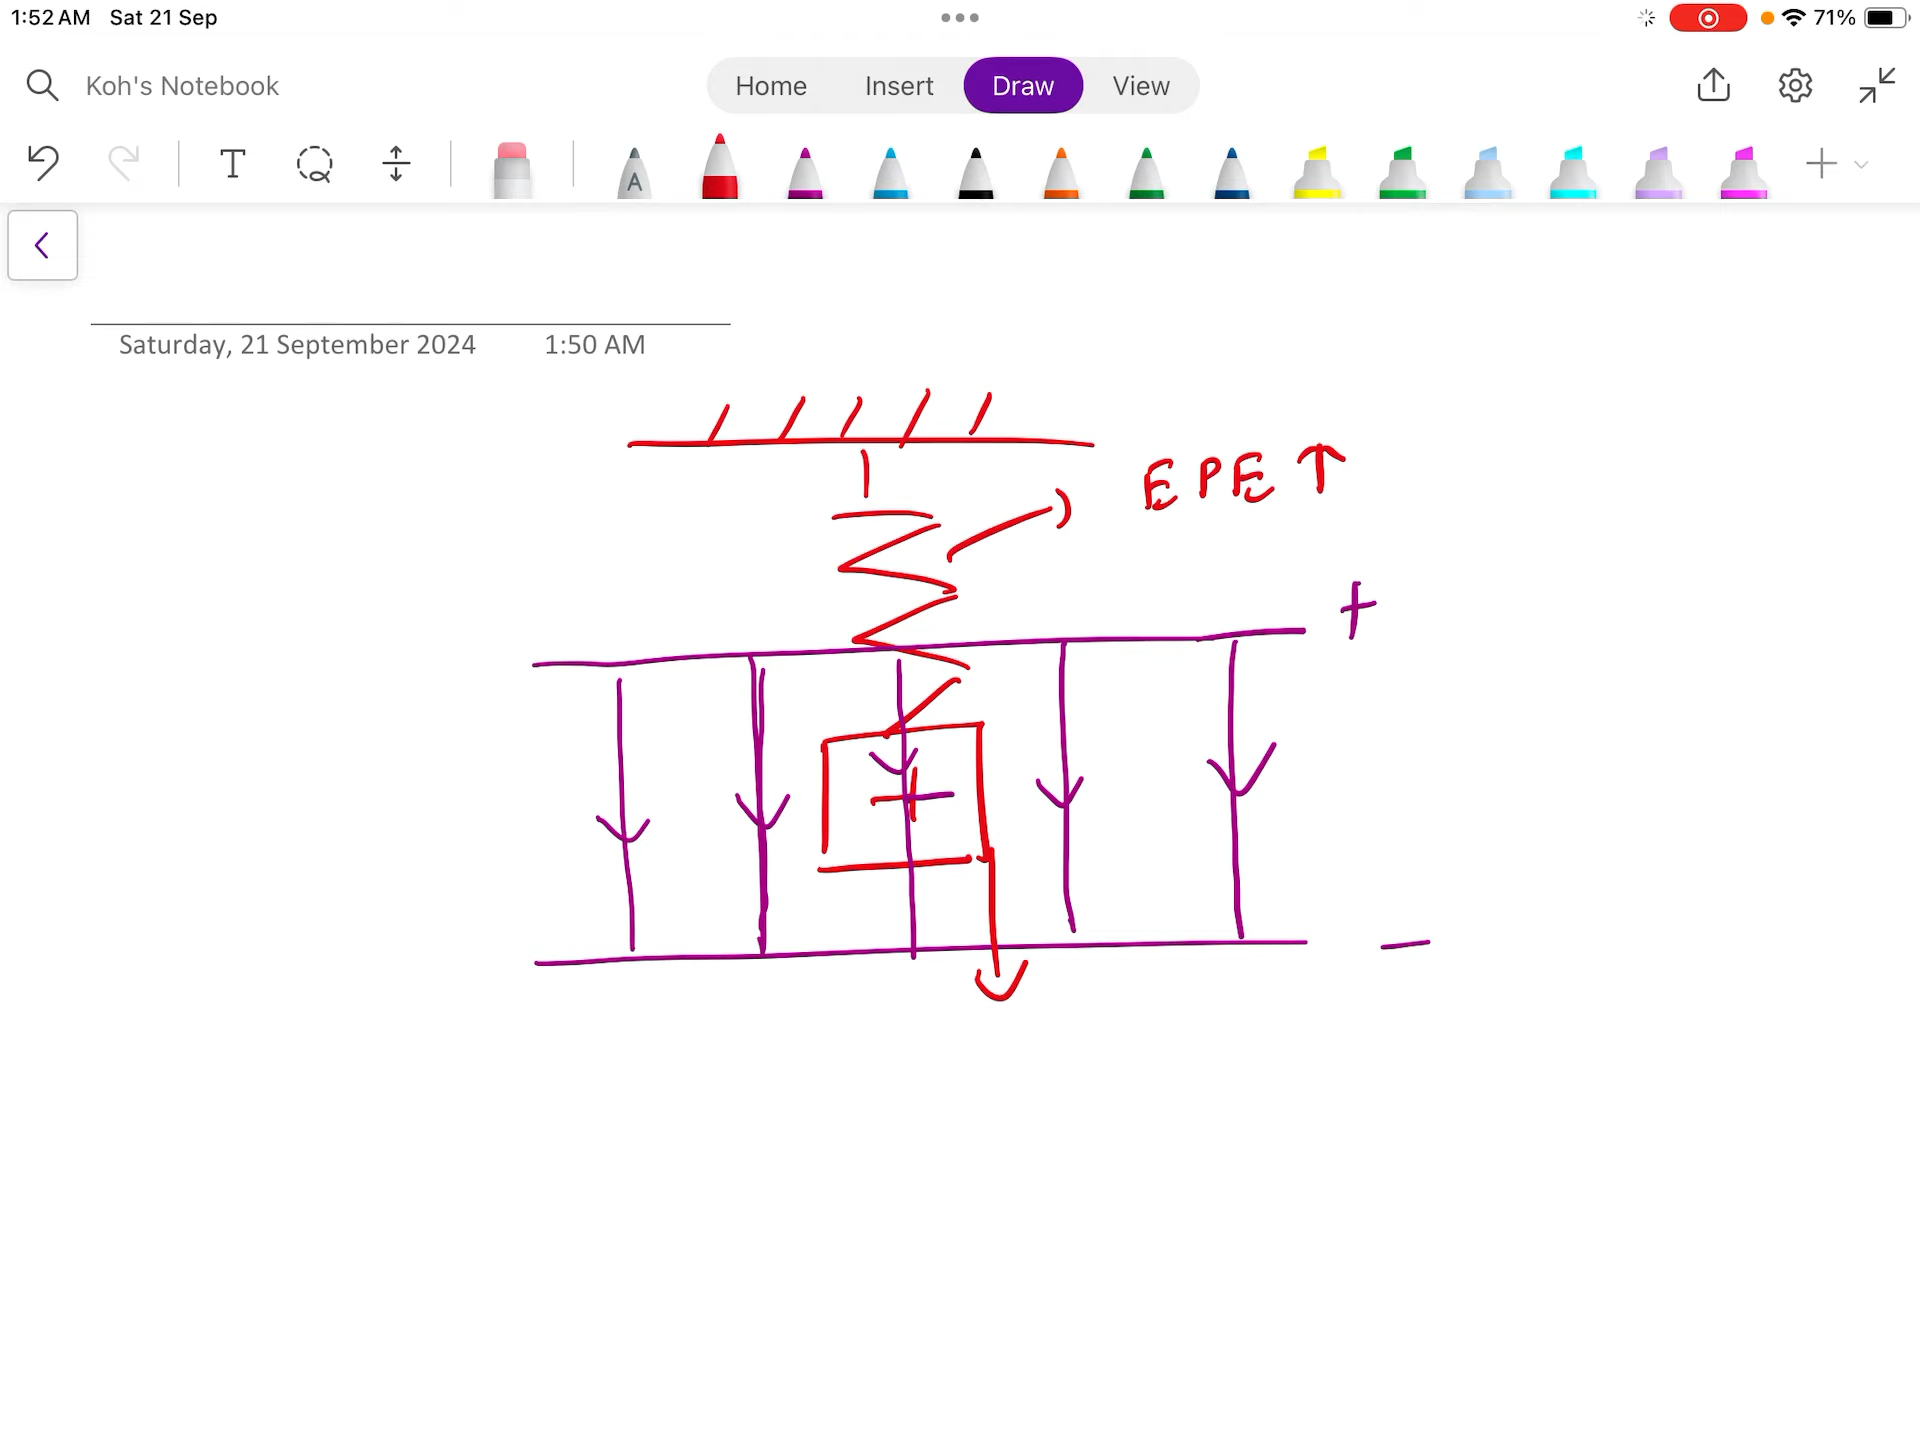 1:52 AM Sat 21 Sep
71%
Koh's Notebook
Home Insert Draw View
T
A
Saturday, 21 September 2024 1:50 AM
EPE ↑
+
+
−